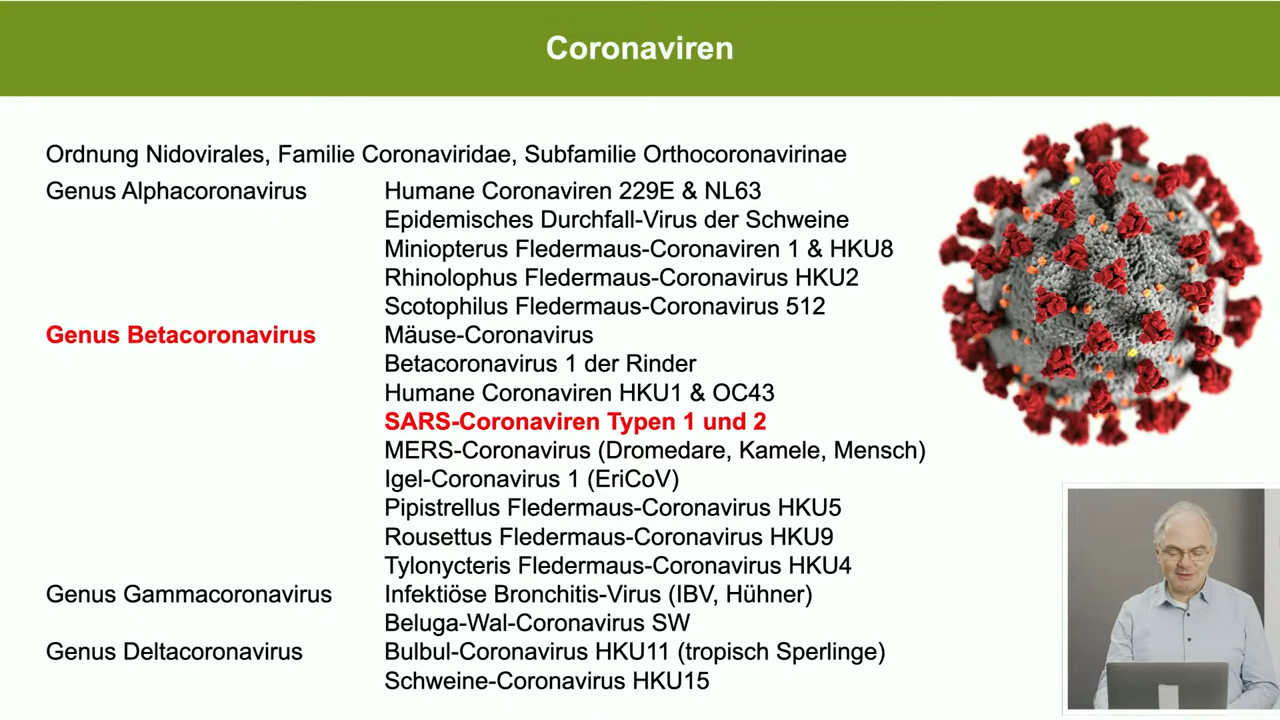 Coronaviren
Ordnung Nidovirales, Familie Coronaviridae, Subfamilie Orthocoronavirinae
Genus Alphacoronavirus Humane Coronaviren 229E & NL63
Epidemisches Durchfall-Virus der Schweine
Miniopterus Fledermaus-Coronaviren 1 & HKU8
Rhinolophus Fledermaus-Coronavirus HKU2
Scotophilus Fledermaus-Coronavirus 512
Genus Betacoronavirus Mäuse-Coronavirus
Betacoronavirus 1 der Rinder
Humane Coronaviren HKU1 & OC43
SARS-Coronaviren Typen 1 und 2
MERS-Coronavirus (Dromedare, Kamele, Mensch)
Igel-Coronavirus 1 (EriCoV)
Pipistrellus Fledermaus-Coronavirus HKU5
Rousettus Fledermaus-Coronavirus HKU9
Tylonycteris Fledermaus-Coronavirus HKU4
Genus Gammacoronavirus Infektiöse Bronchitis-Virus (IBV, Hühner)
Beluga-Wal-Coronavirus SW
Genus Deltacoronavirus Bulbul-Coronavirus HKU11 (tropisch Sperlinge)
Schweine-Coronavirus HKU15